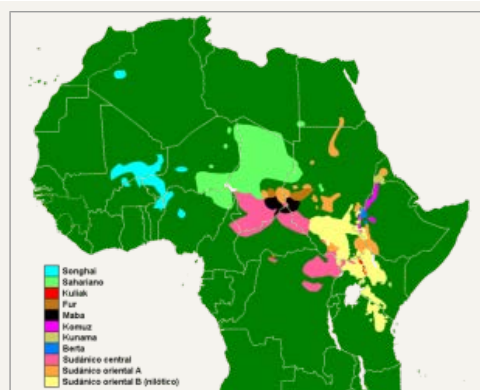 Songhai
Sahariano
Kuliak
Fur
Maba
Komuz
Kunama
Berta
Sudánico central
Sudánico oriental A
Sudánico oriental B (nilótico)